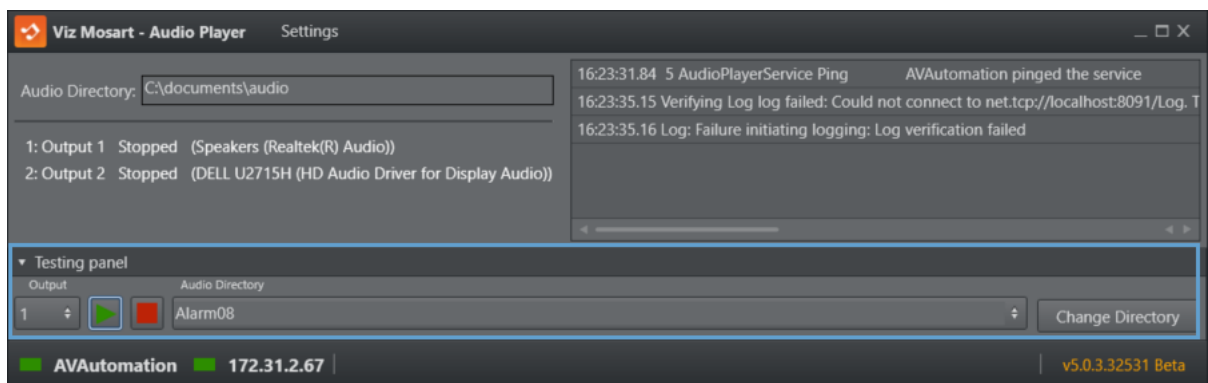 Viz Mosart - Audio Player Settings
Audio Directory: C:\documents\audio
1: Output 1 Stopped (Speakers (Realtek(R) Audio))
2: Output 2 Stopped (DELL U2715H (HD Audio Driver for Display Audio))
16:23:31.84 5 AudioPlayerService Ping AVAutomation pinged the service
16:23:35.15 Verifying Log log failed: Could not connect to net.tcp://localhost:8091/Log. T
16:23:35.16 Log: Failure initiating logging: Log verification failed
Testing panel
Output Audio Directory
1 Alarm08 Change Directory
AVAutomation 172.31.2.67 v5.0.3.32531 Beta